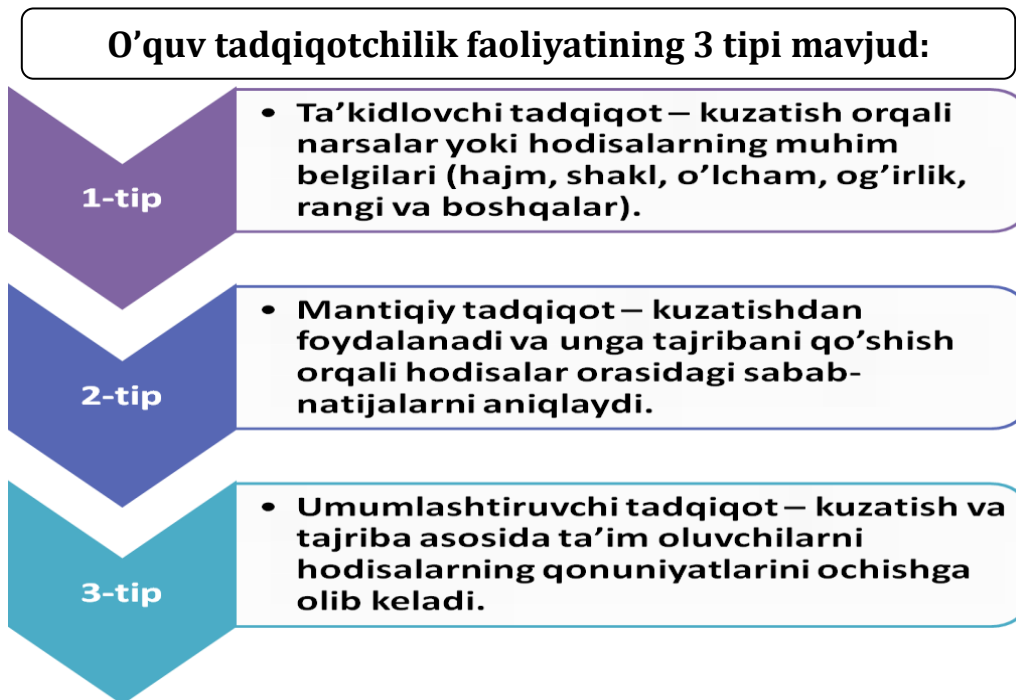 O’quv tadqiqotchilik faoliyatining 3 tipi mavjud:
1-tip
• Ta’kidlovchi tadqiqot – kuzatish orqali
narsalar yoki hodisalarning muhim
belgilari (hajm, shakl, o’lcham, og’irlik,
rangi va boshqalar).
2-tip
• Mantiqiy tadqiqot – kuzatishdan
foydalanadi va unga tajribani qo’shish
orqali hodisalar orasidagi sabab-
natijalarni aniqlaydi.
3-tip
• Umumlashtiruvchi tadqiqot – kuzatish va
tajriba asosida ta’im oluvchilarni
hodisalarning qonuniyatlarini ochishga
olib keladi.